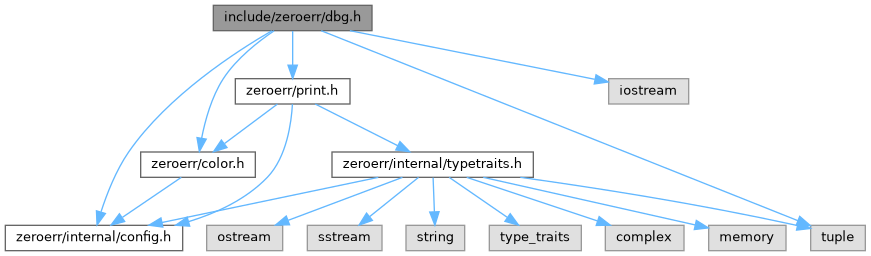 include/zeroerr/dbg.h
zeroerr/print.h
iostream
zeroerr/color.h
zeroerr/internal/typetraits.h
zeroerr/internal/config.h
ostream
sstream
string
type_traits
complex
memory
tuple